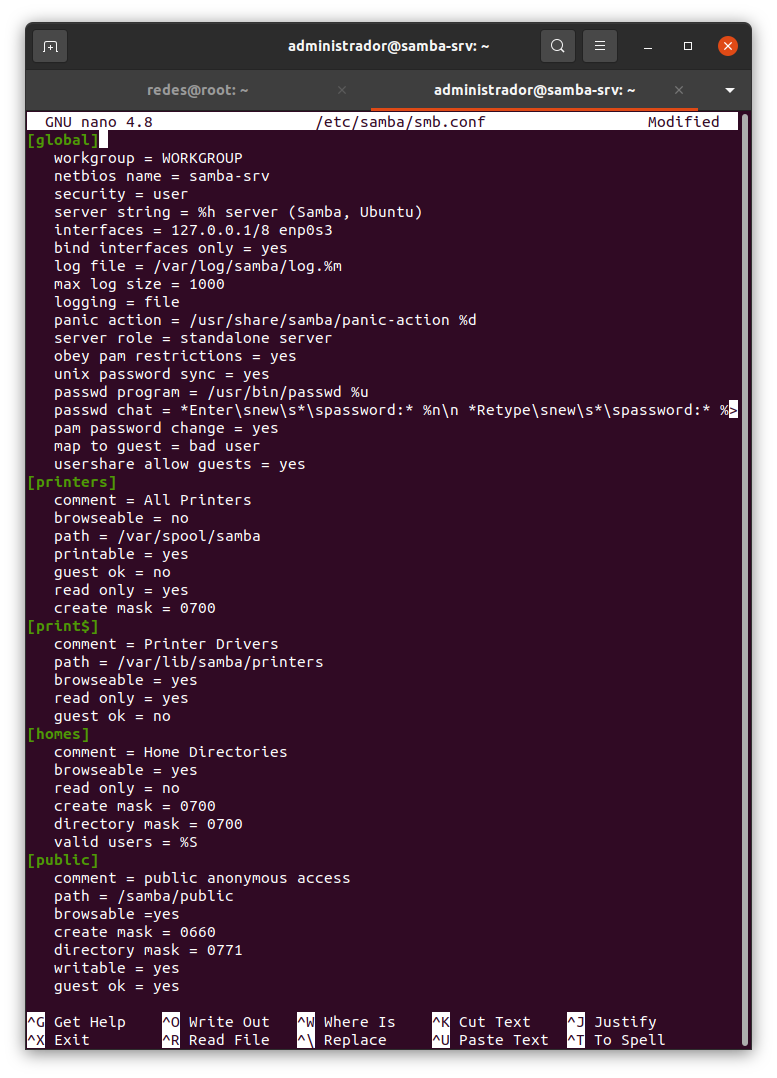 administrador@samba-srv: ~
redes@root: ~
administrador@samba-srv: ~
GNU nano 4.8 /etc/samba/smb.conf Modified
[global]
workgroup = WORKGROUP
netbios name = samba-srv
security = user
server string = %h server (Samba, Ubuntu)
interfaces = 127.0.0.1/8 enp0s3
bind interfaces only = yes
log file = /var/log/samba/log.%m
max log size = 1000
logging = file
panic action = /usr/share/samba/panic-action %d
server role = standalone server
obey pam restrictions = yes
unix password sync = yes
passwd program = /usr/bin/passwd %u
passwd chat = *Enter\snew\s*\spassword:* %n\n *Retype\snew\s*\spassword:* %>
pam password change = yes
map to guest = bad user
usershare allow guests = yes
[printers]
comment = All Printers
browseable = no
path = /var/spool/samba
printable = yes
guest ok = no
read only = yes
create mask = 0700
[print$]
comment = Printer Drivers
path = /var/lib/samba/printers
browseable = yes
read only = yes
guest ok = no
[homes]
comment = Home Directories
browseable = yes
read only = no
create mask = 0700
directory mask = 0700
valid users = %S
[public]
comment = public anonymous access
path = /samba/public
browsable =yes
create mask = 0660
directory mask = 0771
writable = yes
guest ok = yes
^G Get Help ^O Write Out ^W Where Is ^K Cut Text ^J Justify
^X Exit ^R Read File ^\ Replace ^U Paste Text ^T To Spell